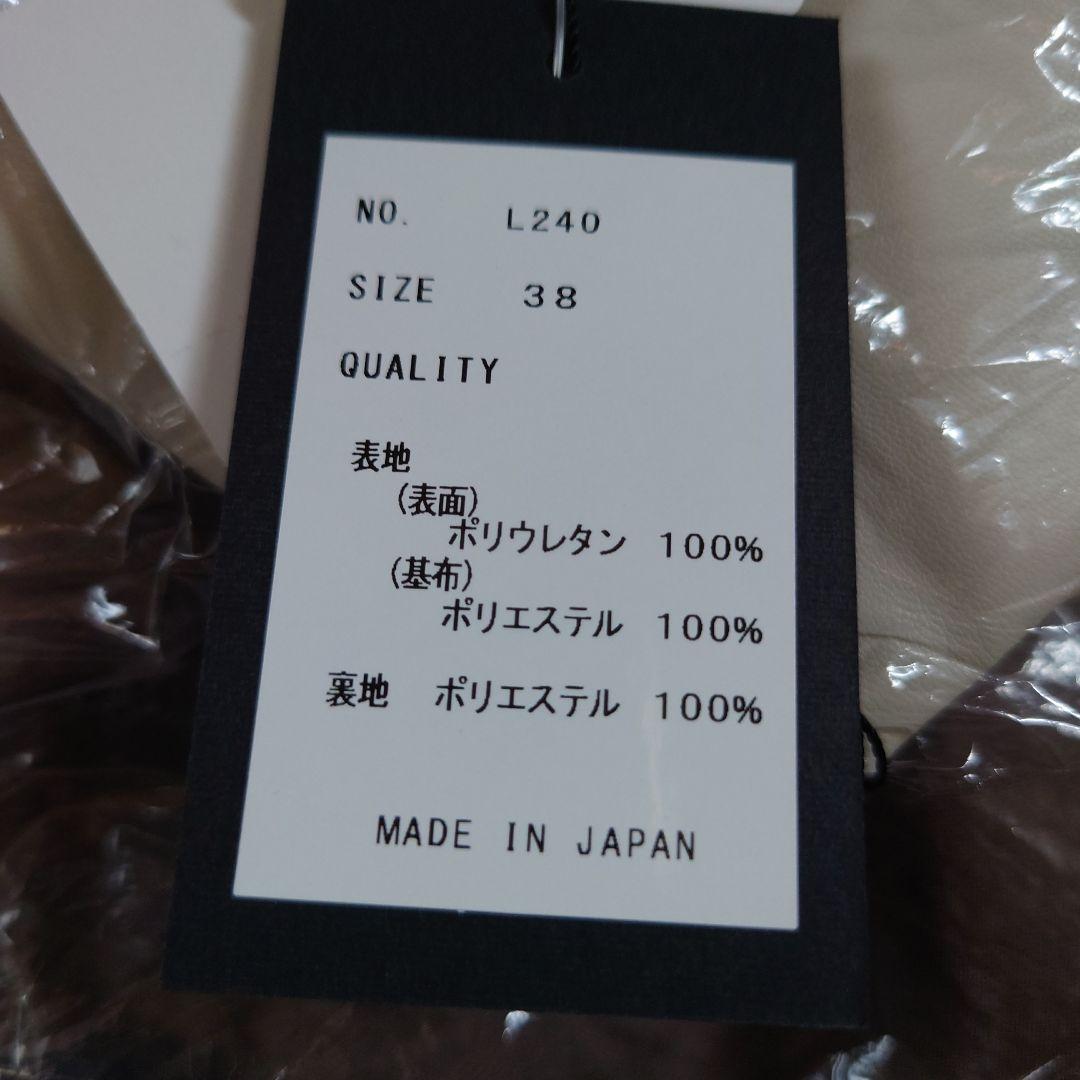 NO. L240
SIZE 38
QUALITY
表地
(表面)
ポリウレタン 100%
(基布)
ポリエステル 100%
裏地 ポリエステル 100%
MADE IN JAPAN